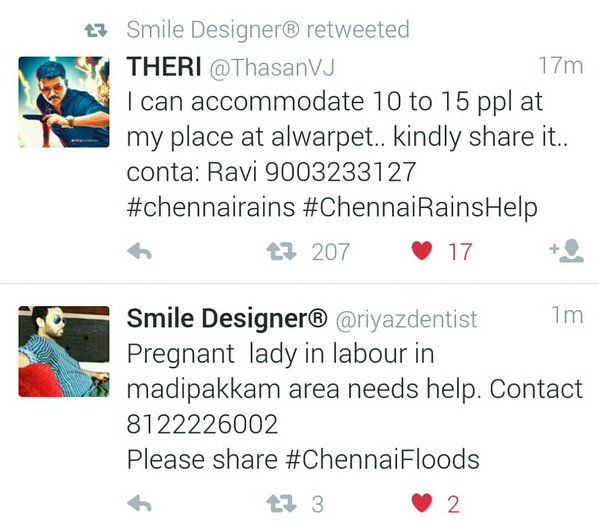 Smile Designer® retweeted
THERI @ThasanVJ 17m
I can accommodate 10 to 15 ppl at
my place at alwarpet.. kindly share it..
conta: Ravi 9003233127
#chennairains #ChennaiRainsHelp
207 17
Smile Designer® @riyazdentist 1m
Pregnant lady in labour in
madipakkam area needs help. Contact
8122226002
Please share #ChennaiFloods
3 2